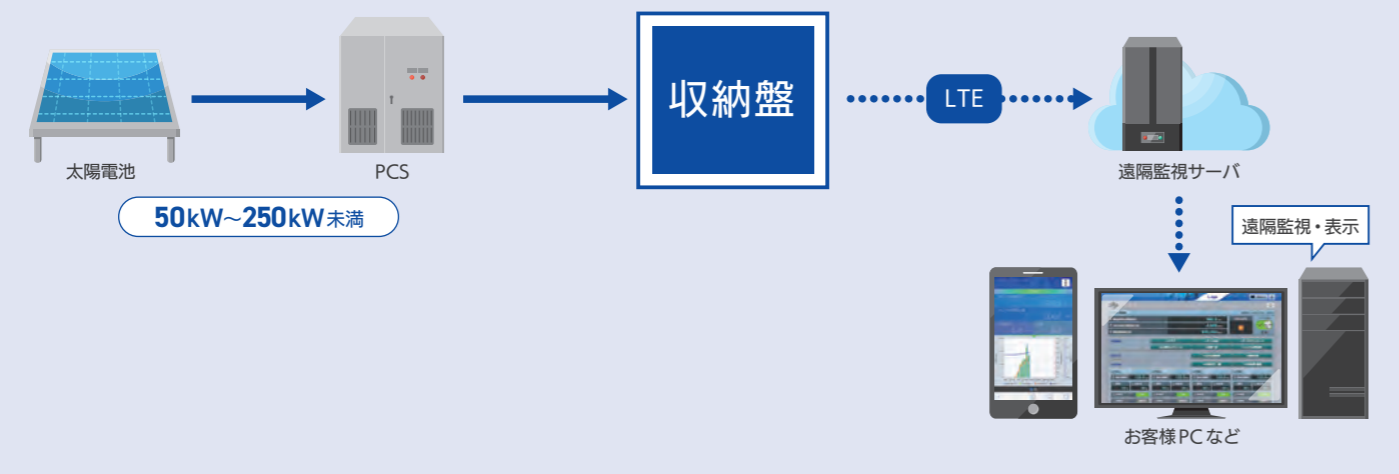 収納盤
LTE
太陽電池
PCS
遠隔監視サーバ
50kW~250kW未満
遠隔監視・表示
お客様PCなど